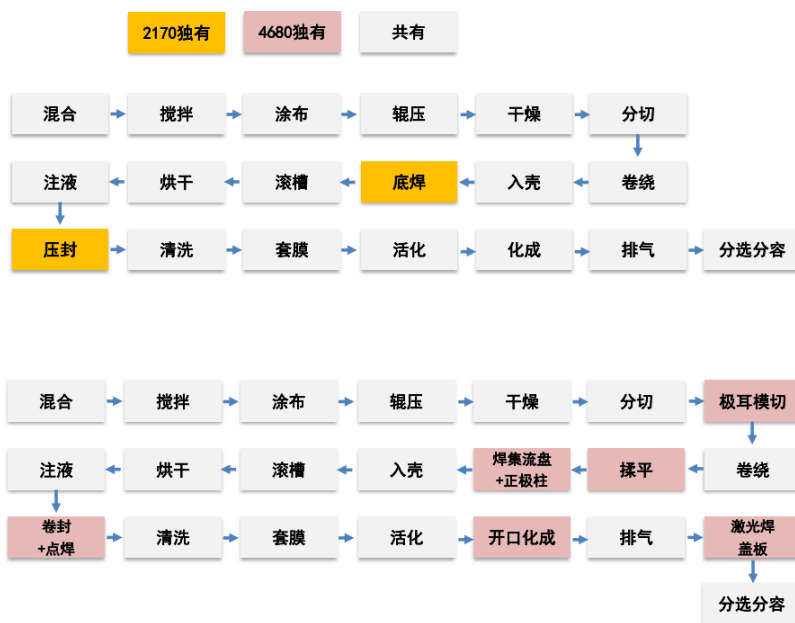 2170独有
4680独有
共有
混合
搅拌
涂布
辊压
干燥
分切
卷绕
入壳
底焊
滚槽
烘干
注液
压封
清洗
套膜
活化
化成
排气
分选分容
混合
搅拌
涂布
辊压
干燥
分切
极耳模切
卷绕
揉平
焊集流盘
+正极柱
入壳
滚槽
烘干
注液
卷封
+点焊
清洗
套膜
活化
开口化成
排气
激光焊
盖板
分选分容